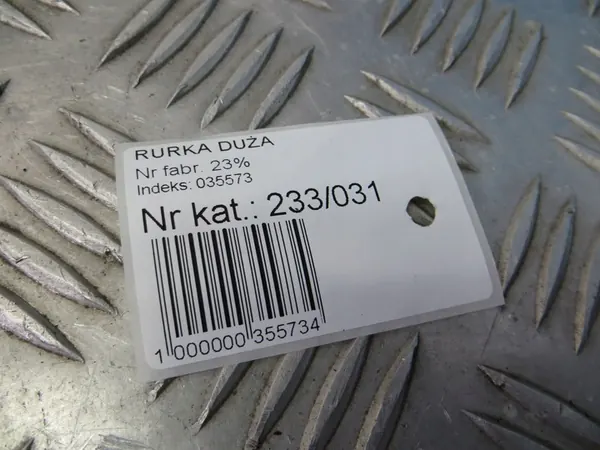 RURKA DUŻA
Nr fabr. 23%
Indeks: 035573
Nr kat.: 233/031
1 000000 355734